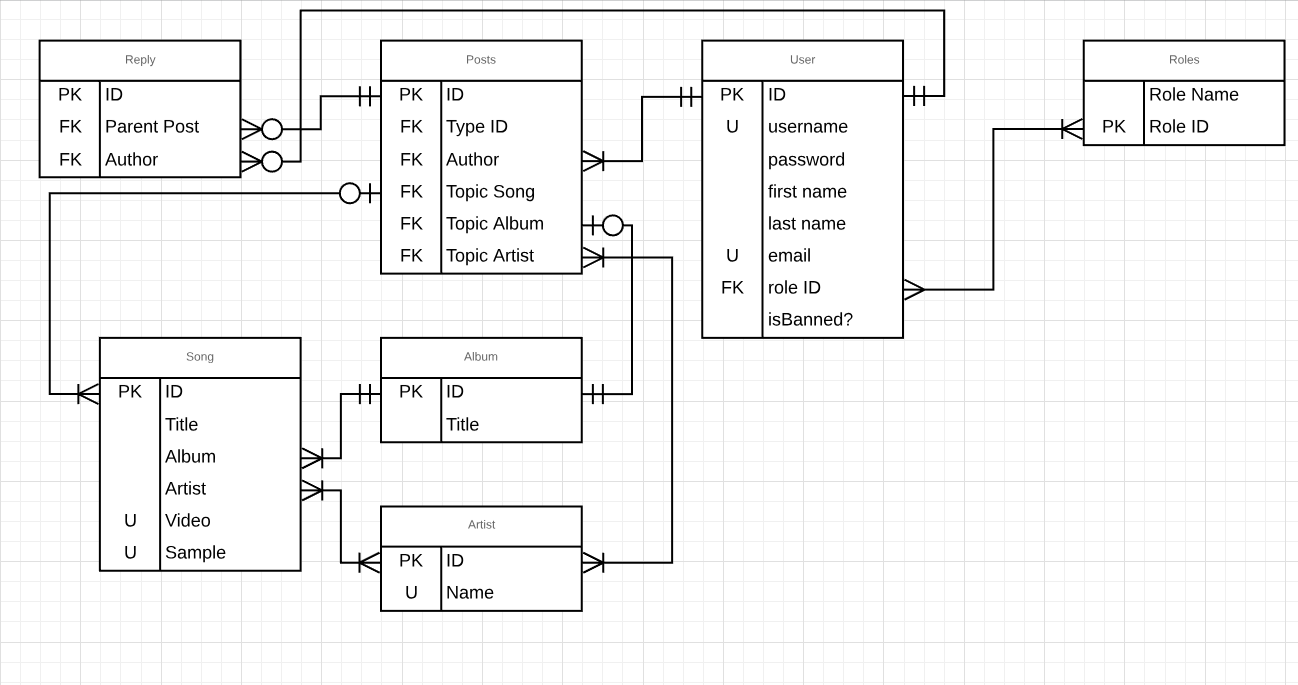 Reply
PK ID
FK Parent Post
FK Author
Posts
PK ID
FK Type ID
FK Author
FK Topic Song
FK Topic Album
FK Topic Artist
User
PK ID
U username
password
first name
last name
U email
FK role ID
isBanned?
Roles
Role Name
PK Role ID
Song
PK ID
Title
Album
Artist
U Video
U Sample
Album
PK ID
Title
Artist
PK ID
U Name